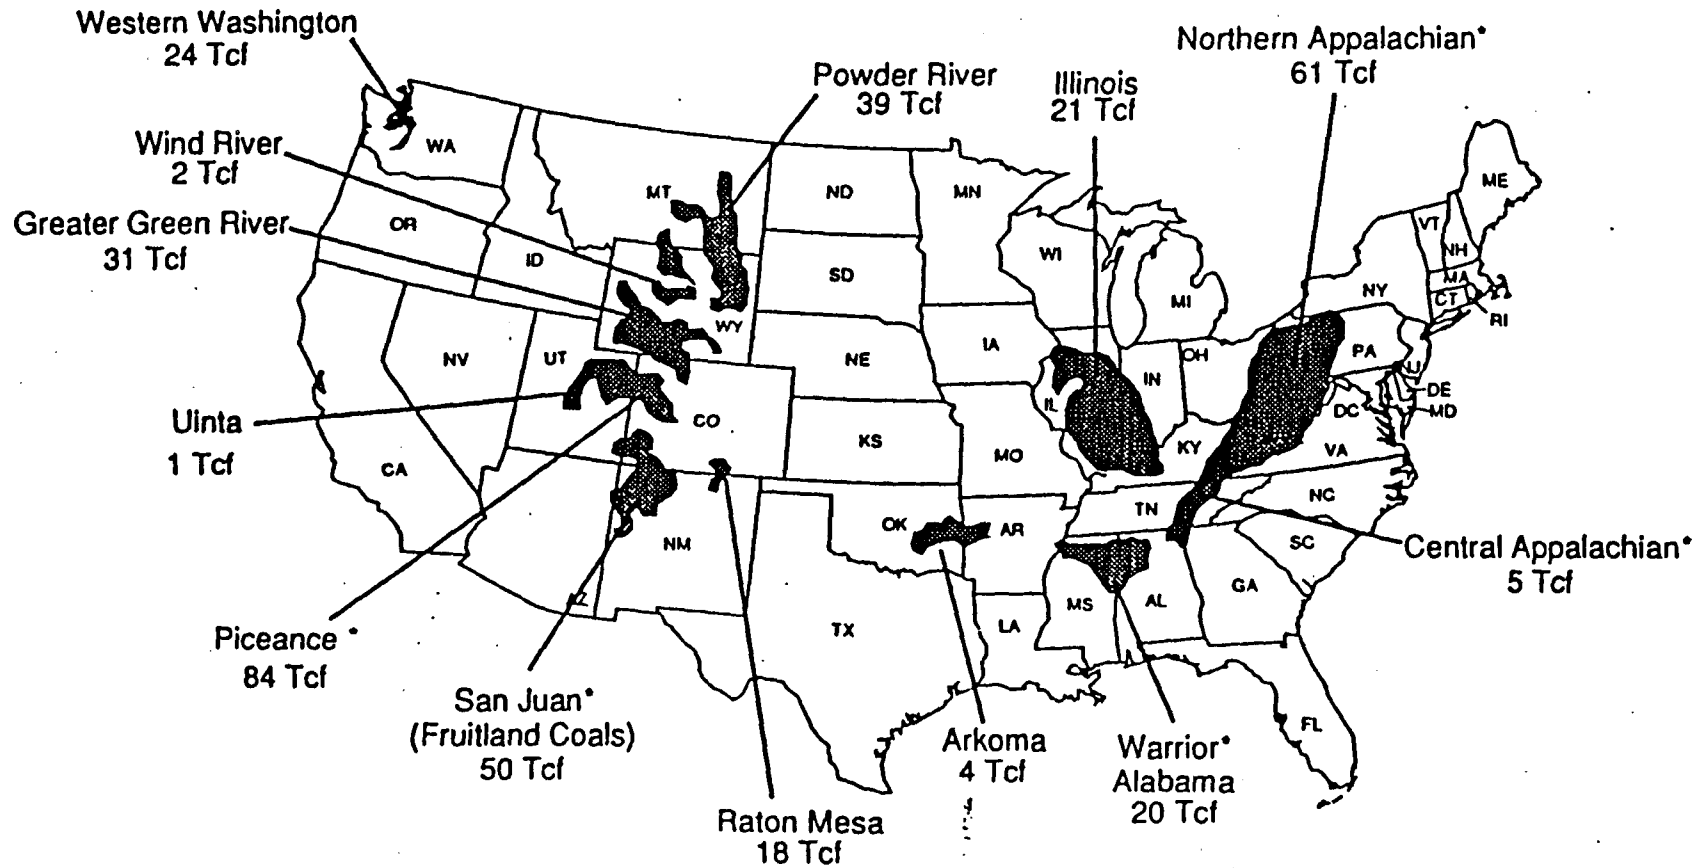 Western Washington
24 Tcf
Northern Appalachian*
61 Tcf
Powder River
39 Tcf
Illinois
21 Tcf
Wind River
2 Tcf
Greater Green River
31 Tcf
Uinta
1 Tcf
Piceance *
84 Tcf
San Juan*
(Fruitland Coals)
50 Tcf
Raton Mesa
18 Tcf
Arkoma
4 Tcf
Warrior*
Alabama
20 Tcf
Central Appalachian*
5 Tcf
WA
MT
ND
MN
ME
OR
ID
SD
WI
VT
NH
MA
NY
CT
RI
MI
WY
NV
UT
NE
IA
OH
PA
IN
IL
DE
MD
DC
CO
KS
MO
KY
VA
CA
NC
TN
OK
AR
NM
SC
GA
MS
AL
TX
LA
FL